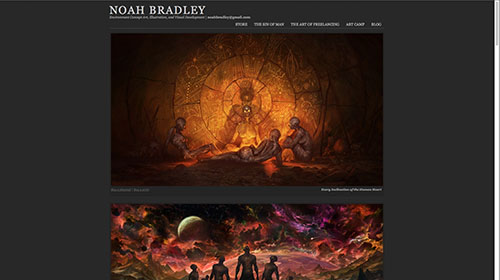 NOAH BRADLEY
Environment Concept Art, Illustration, and Visual Development | noahbradley@gmail.com
STORE THE SIN OF MAN THE ART OF FREELANCING ART CAMP BLOG
Every Inclination of the Human Heart